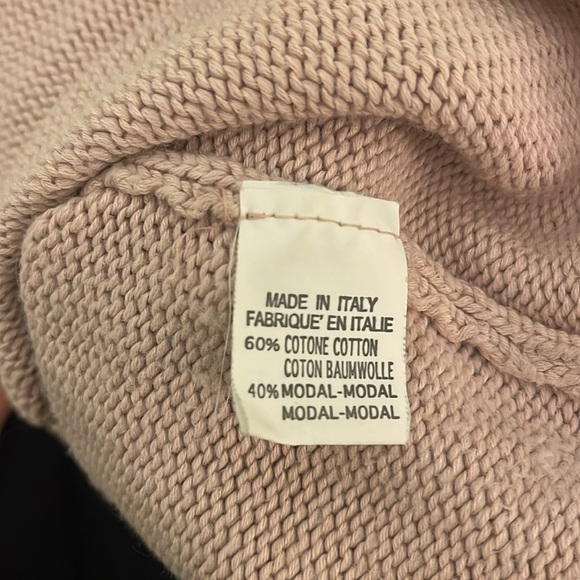 MADE IN ITALY
FABRIQUE' EN ITALIE
60% COTONE COTTON
COTON BAUMWOLLE
40% MODAL-MODAL
MODAL-MODAL